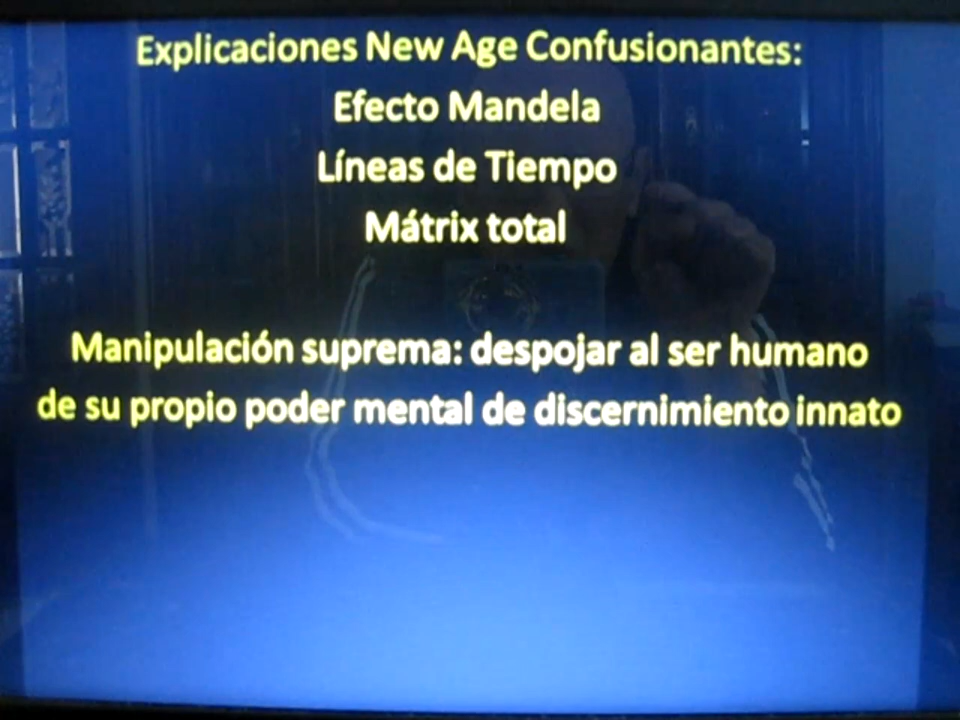 Explicaciones New Age Confusionantes:
Efecto Mandela
Líneas de Tiempo
Mátrix total
Manipulación suprema: despojar al ser humano
de su propio poder mental de discernimiento innato